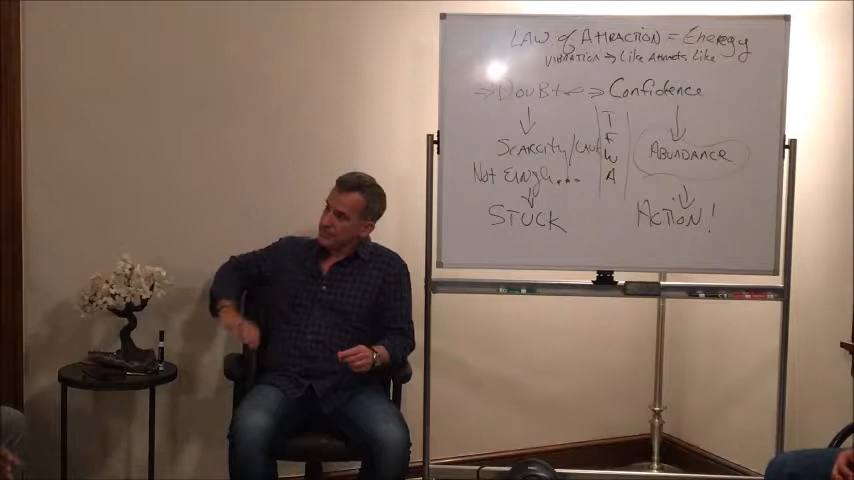 LAW of ATTRACTION = Energy
VIBRATION → Like Attracts Like
→ Doubt ⇐ ⇒ Confidence
↓ T ↓
SCARCITY/ F ABUNDANCE
Not Enough... W
A
↓ ↓
STUCK ACTION!